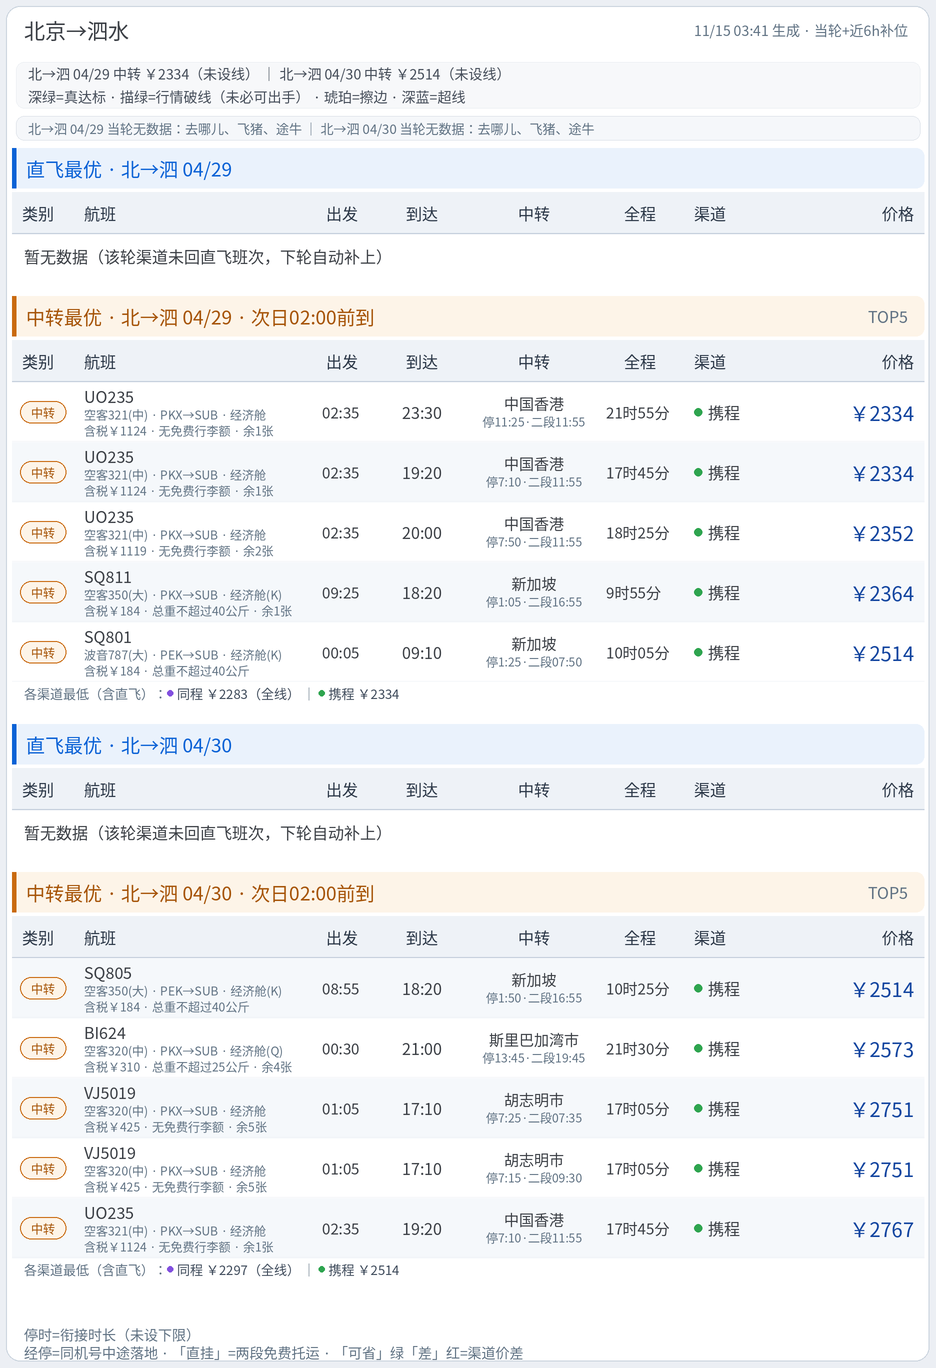 北京→泗水
11/15 03:41 生成 · 当轮+近6h补位
北→泗 04/29 中转 ￥2334（未设线） ｜ 北→泗 04/30 中转 ￥2514（未设线）
深绿=真达标 · 描绿=行情破线（未必可出手） · 琥珀=擦边 · 深蓝=超线
北→泗 04/29 当轮无数据：去哪儿、飞猪、途牛 ｜ 北→泗 04/30 当轮无数据：去哪儿、飞猪、途牛
直飞最优 · 北→泗 04/29
类别 航班 出发 到达 中转 全程 渠道 价格
暂无数据（该轮渠道未回直飞班次，下轮自动补上）
中转最优 · 北→泗 04/29 · 次日02:00前到 TOP5
类别 航班 出发 到达 中转 全程 渠道 价格
UO235
中转 空客321(中) · PKX→SUB · 经济舱 02:35 23:30 中国香港 21时55分 携程 ￥2334
含税￥1124 · 无免费行李额 · 余1张 停11:25·二段11:55
UO235
中转 空客321(中) · PKX→SUB · 经济舱 02:35 19:20 中国香港 17时45分 携程 ￥2334
含税￥1124 · 无免费行李额 · 余1张 停7:10·二段11:55
UO235
中转 空客321(中) · PKX→SUB · 经济舱 02:35 20:00 中国香港 18时25分 携程 ￥2352
含税￥1119 · 无免费行李额 · 余2张 停7:50·二段11:55
SQ811
中转 空客350(大) · PKX→SUB · 经济舱(K) 09:25 18:20 新加坡 9时55分 携程 ￥2364
含税￥184 · 总重不超过40公斤 · 余1张 停1:05·二段16:55
SQ801
中转 波音787(大) · PEK→SUB · 经济舱(K) 00:05 09:10 新加坡 10时05分 携程 ￥2514
含税￥184 · 总重不超过40公斤 停1:25·二段07:50
各渠道最低（含直飞）：同程 ￥2283（全线） ｜ 携程 ￥2334
直飞最优 · 北→泗 04/30
类别 航班 出发 到达 中转 全程 渠道 价格
暂无数据（该轮渠道未回直飞班次，下轮自动补上）
中转最优 · 北→泗 04/30 · 次日02:00前到 TOP5
类别 航班 出发 到达 中转 全程 渠道 价格
SQ805
中转 空客350(大) · PEK→SUB · 经济舱(K) 08:55 18:20 新加坡 10时25分 携程 ￥2514
含税￥184 · 总重不超过40公斤 停1:50·二段16:55
BI624
中转 空客320(中) · PKX→SUB · 经济舱(Q) 00:30 21:00 斯里巴加湾市 21时30分 携程 ￥2573
含税￥310 · 总重不超过25公斤 · 余4张 停13:45·二段19:45
VJ5019
中转 空客320(中) · PKX→SUB · 经济舱 01:05 17:10 胡志明市 17时05分 携程 ￥2751
含税￥425 · 无免费行李额 · 余5张 停7:25·二段07:35
VJ5019
中转 空客320(中) · PKX→SUB · 经济舱 01:05 17:10 胡志明市 17时05分 携程 ￥2751
含税￥425 · 无免费行李额 · 余5张 停7:15·二段09:30
UO235
中转 空客321(中) · PKX→SUB · 经济舱 02:35 19:20 中国香港 17时45分 携程 ￥2767
含税￥1124 · 无免费行李额 · 余1张 停7:10·二段11:55
各渠道最低（含直飞）：同程 ￥2297（全线） ｜ 携程 ￥2514
停时=衔接时长（未设下限）
经停=同机号中途落地 · 「直挂」=两段免费托运 · 「可省」绿「差」红=渠道价差